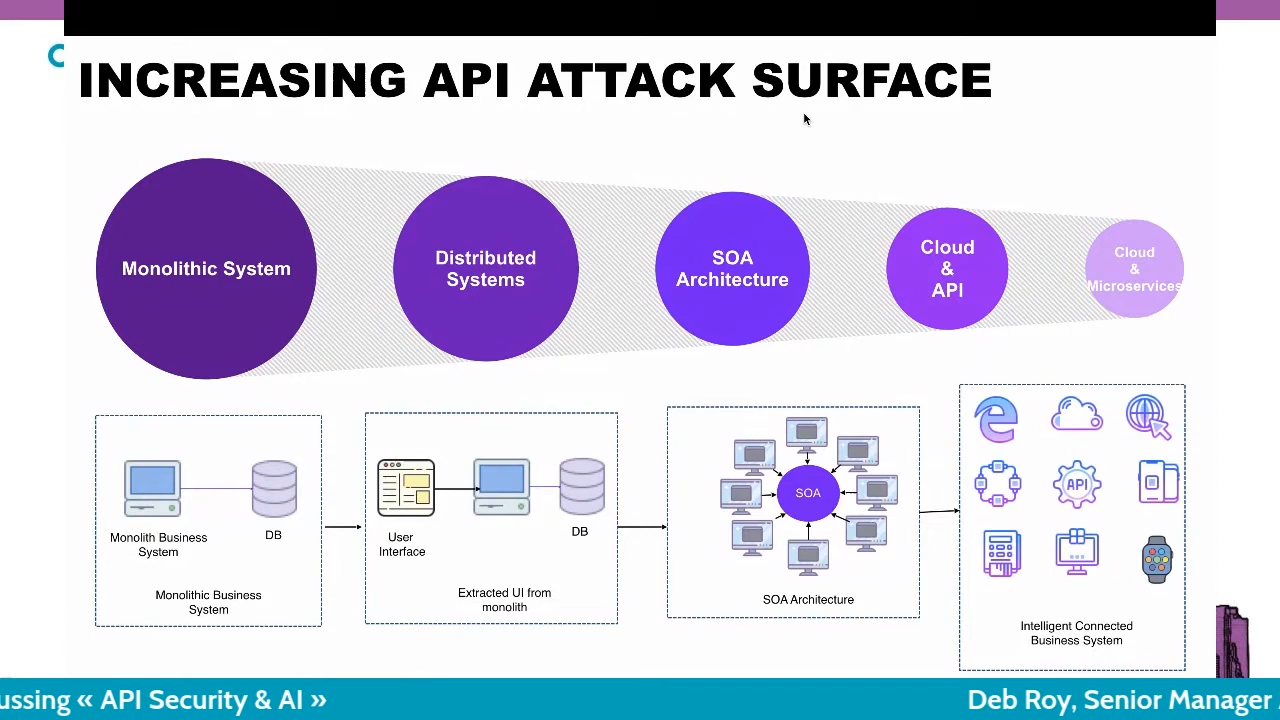 INCREASING API ATTACK SURFACE
Monolithic System
Distributed
Systems
SOA
Architecture
Cloud
&
API
Cloud
&
Microservices
Monolith Business
System
DB
Monolithic Business
System
User
Interface
DB
Extracted UI from
monolith
SOA
SOA Architecture
API
Intelligent Connected
Business System
ussing « API Security & AI »
Deb Roy, Senior Manager